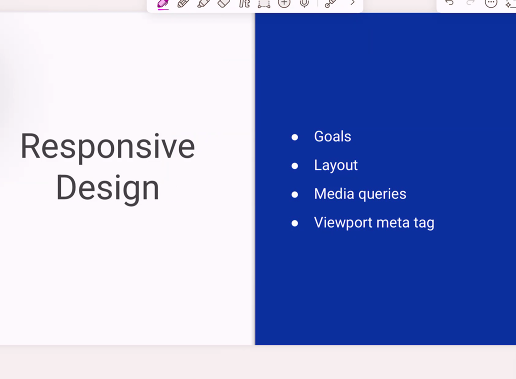 Responsive
Design
● Goals
● Layout
● Media queries
● Viewport meta tag